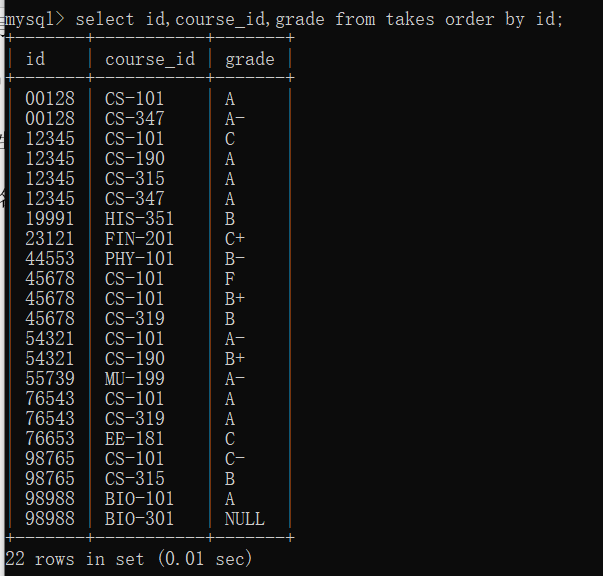 mysql> select id,course_id,grade from takes order by id;
+-------+-----------+-------+
| id    | course_id | grade |
+-------+-----------+-------+
| 00128 | CS-101    | A     |
| 00128 | CS-347    | A-    |
| 12345 | CS-101    | C     |
| 12345 | CS-190    | A     |
| 12345 | CS-315    | A     |
| 12345 | CS-347    | A     |
| 19991 | HIS-351   | B     |
| 23121 | FIN-201   | C+    |
| 44553 | PHY-101   | B-    |
| 45678 | CS-101    | F     |
| 45678 | CS-101    | B+    |
| 45678 | CS-319    | B     |
| 54321 | CS-101    | A-    |
| 54321 | CS-190    | B+    |
| 55739 | MU-199    | A-    |
| 76543 | CS-101    | A     |
| 76543 | CS-319    | A     |
| 76653 | EE-181    | C     |
| 98765 | CS-101    | C-    |
| 98765 | CS-315    | B     |
| 98988 | BIO-101   | A     |
| 98988 | BIO-301   | NULL  |
+-------+-----------+-------+
22 rows in set (0.01 sec)